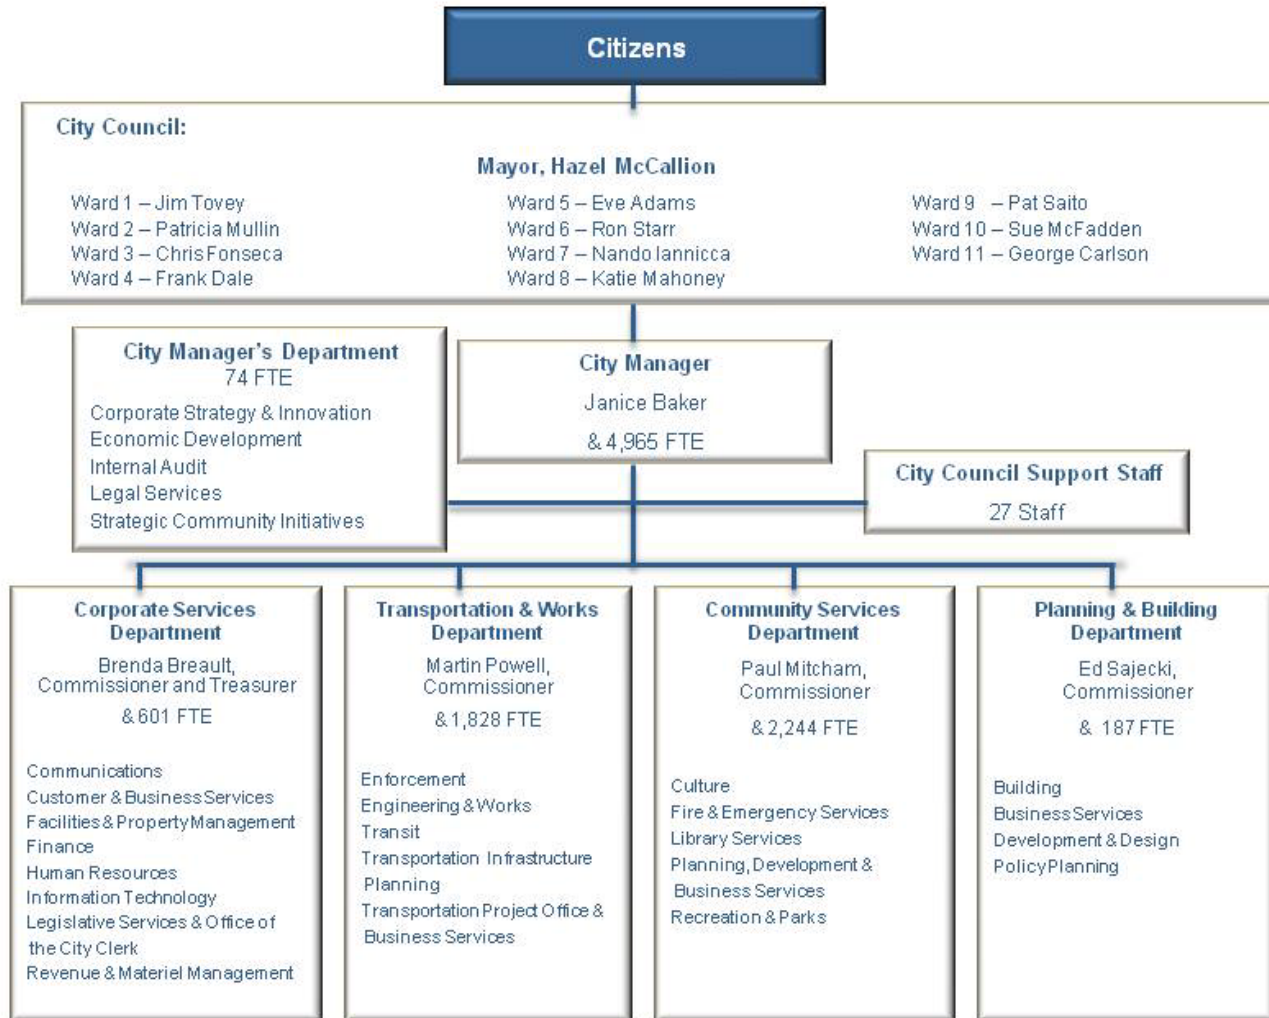 Citizens
City Council:
Mayor, Hazel McCallion
Ward 1 – Jim Tovey
Ward 2 – Patricia Mullin
Ward 3 – Chris Fonseca
Ward 4 – Frank Dale
Ward 5 – Eve Adams
Ward 6 – Ron Starr
Ward 7 – Nando Iannicca
Ward 8 – Katie Mahoney
Ward 9 – Pat Saito
Ward 10 – Sue McFadden
Ward 11 – George Carlson
City Manager's Department
74 FTE
Corporate Strategy & Innovation
Economic Development
Internal Audit
Legal Services
Strategic Community Initiatives
City Manager
Janice Baker
& 4,965 FTE
City Council Support Staff
27 Staff
Corporate Services
Department
Brenda Breault,
Commissioner and Treasurer
& 601 FTE
Communications
Customer & Business Services
Facilities & Property Management
Finance
Human Resources
Information Technology
Legislative Services & Office of
the City Clerk
Revenue & Materiel Management
Transportation & Works
Department
Martin Powell,
Commissioner
& 1,828 FTE
Enforcement
Engineering & Works
Transit
Transportation Infrastructure
Planning
Transportation Project Office &
Business Services
Community Services
Department
Paul Mitcham,
Commissioner
& 2,244 FTE
Culture
Fire & Emergency Services
Library Services
Planning, Development &
Business Services
Recreation & Parks
Planning & Building
Department
Ed Sajecki,
Commissioner
& 187 FTE
Building
Business Services
Development & Design
Policy Planning